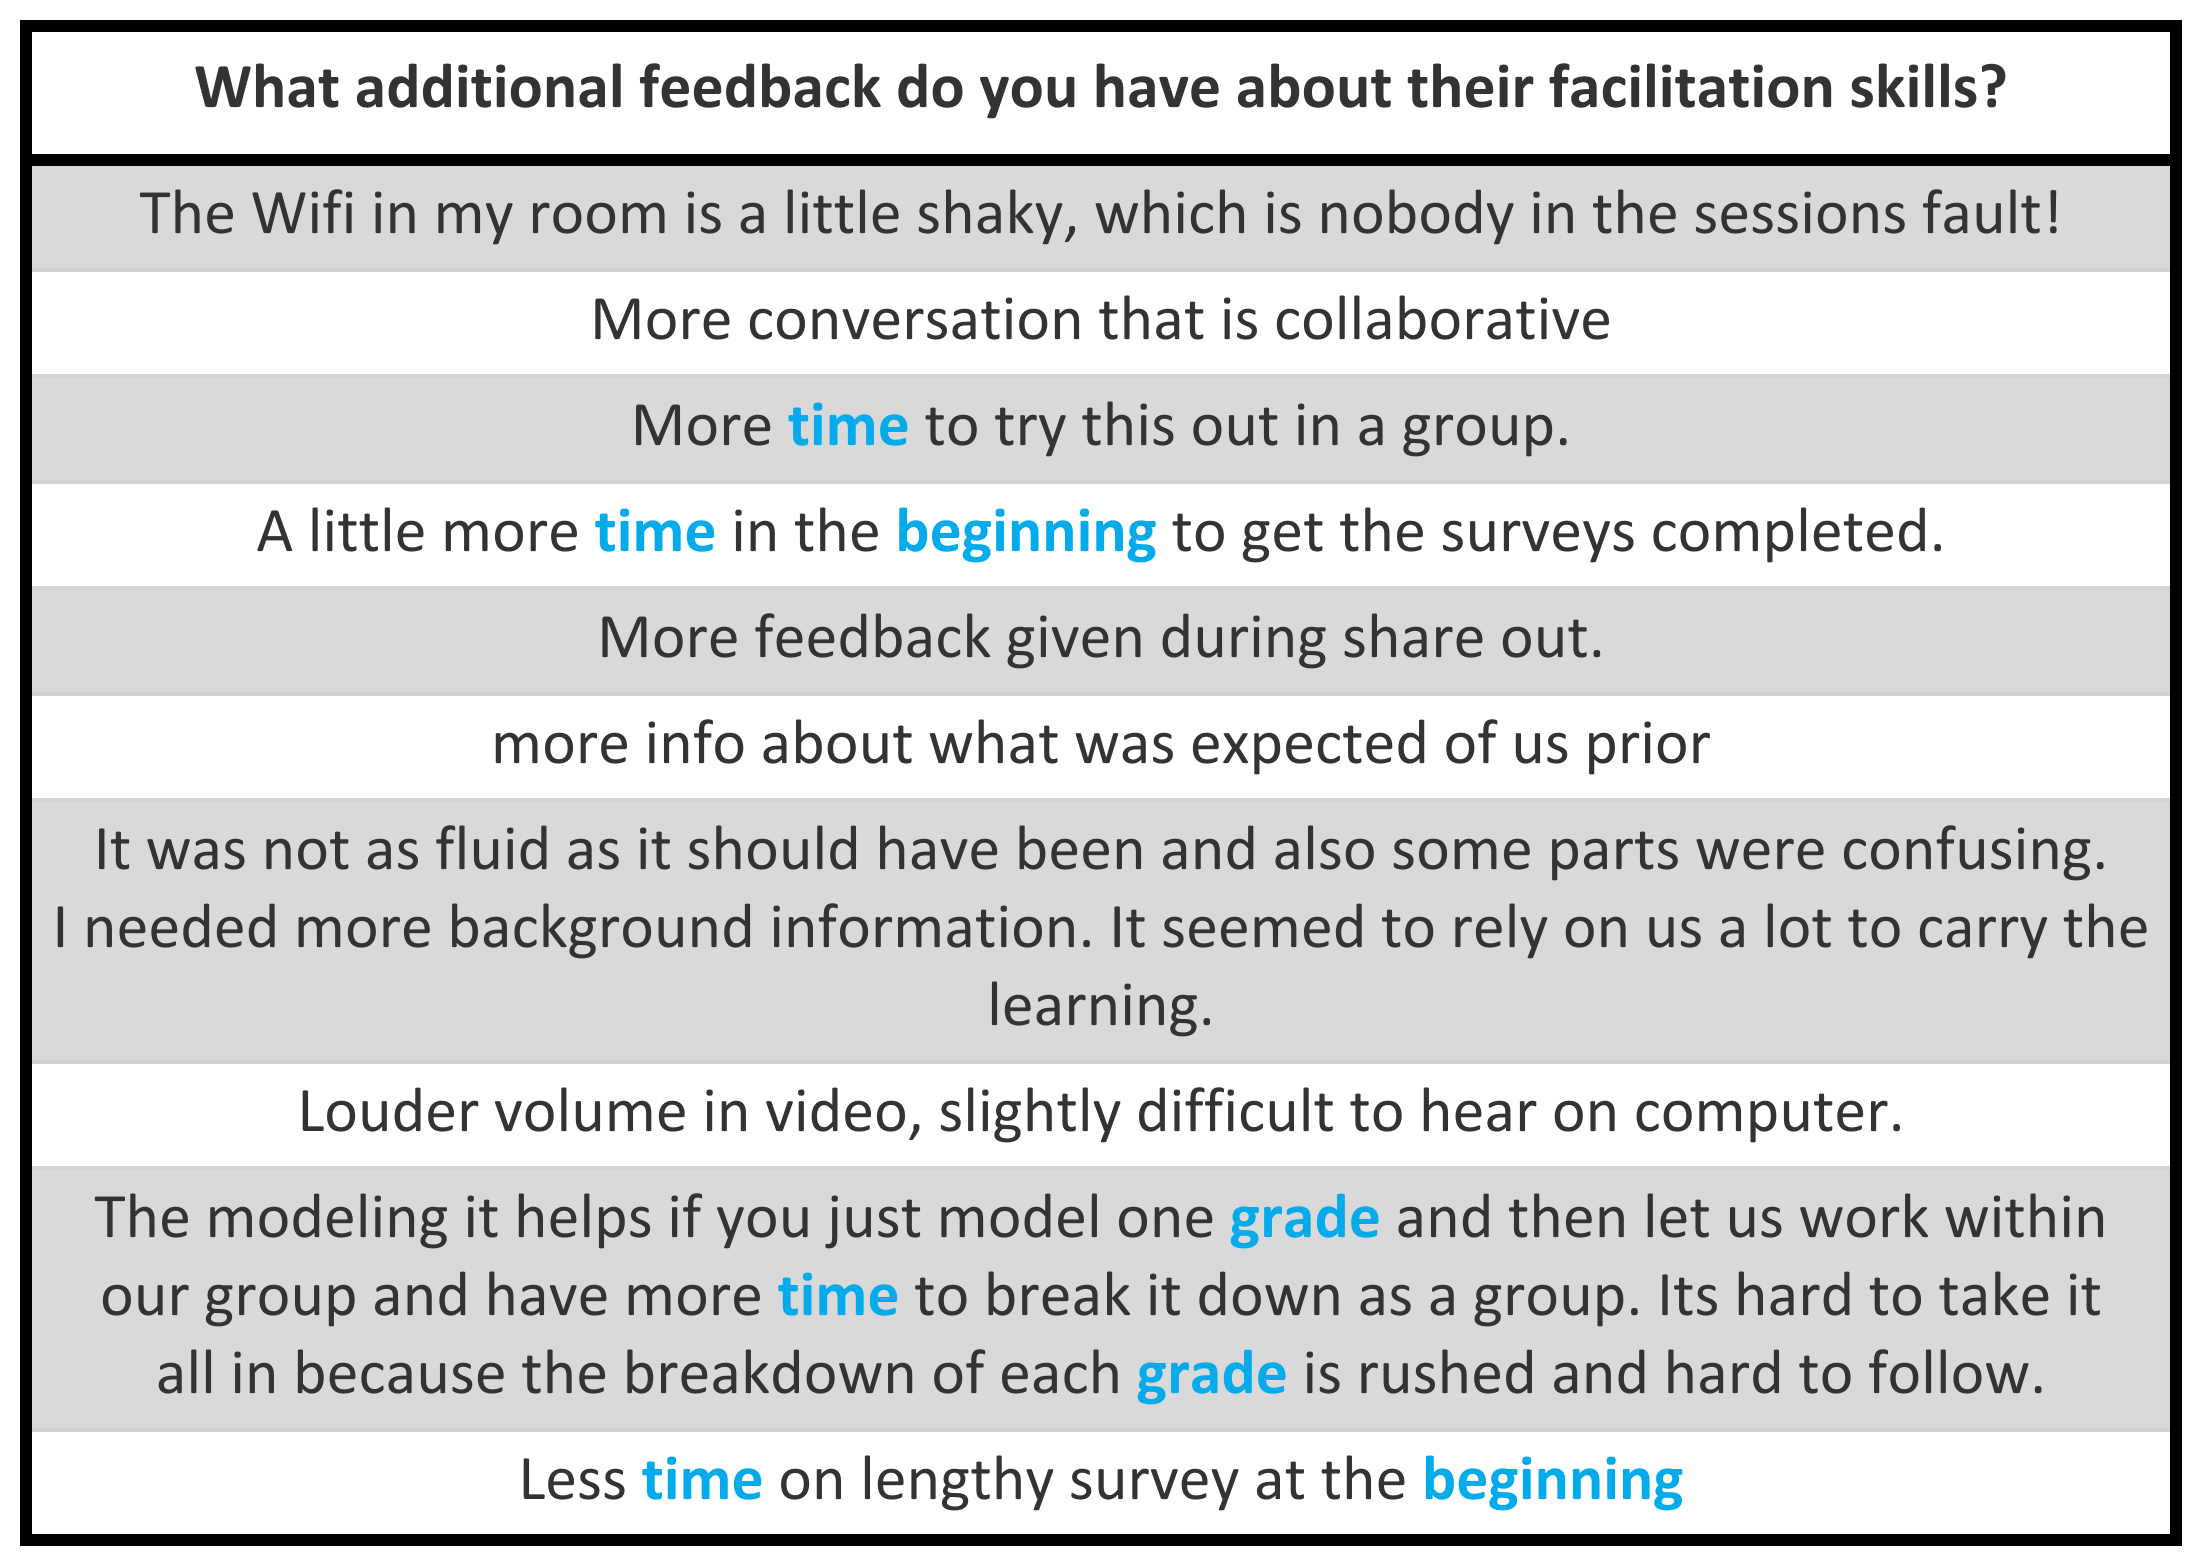 What additional feedback do you have about their facilitation skills?
The Wifi in my room is a little shaky, which is nobody in the sessions fault!
More conversation that is collaborative
More time to try this out in a group.
A little more time in the beginning to get the surveys completed.
More feedback given during share out.
more info about what was expected of us prior
It was not as fluid as it should have been and also some parts were confusing.
I needed more background information. It seemed to rely on us a lot to carry the
learning.
Louder volume in video, slightly difficult to hear on computer.
The modeling it helps if you just model one grade and then let us work within
our group and have more time to break it down as a group. Its hard to take it
all in because the breakdown of each grade is rushed and hard to follow.
Less time on lengthy survey at the beginning